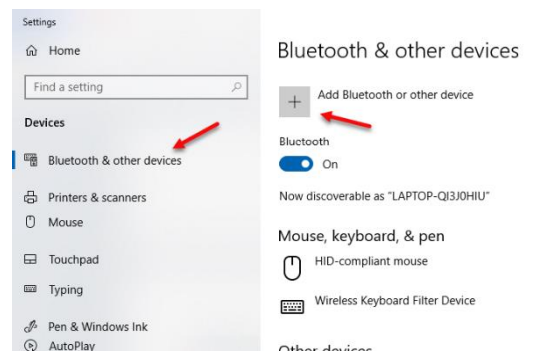 Settings
Home
Find a setting
Devices
Bluetooth & other devices
Printers & scanners
Mouse
Touchpad
Typing
Pen & Windows Ink
AutoPlay
Bluetooth & other devices
Add Bluetooth or other device
Bluetooth
On
Now discoverable as "LAPTOP-QI3J0HIU"
Mouse, keyboard, & pen
HID-compliant mouse
Wireless Keyboard Filter Device
Other devices